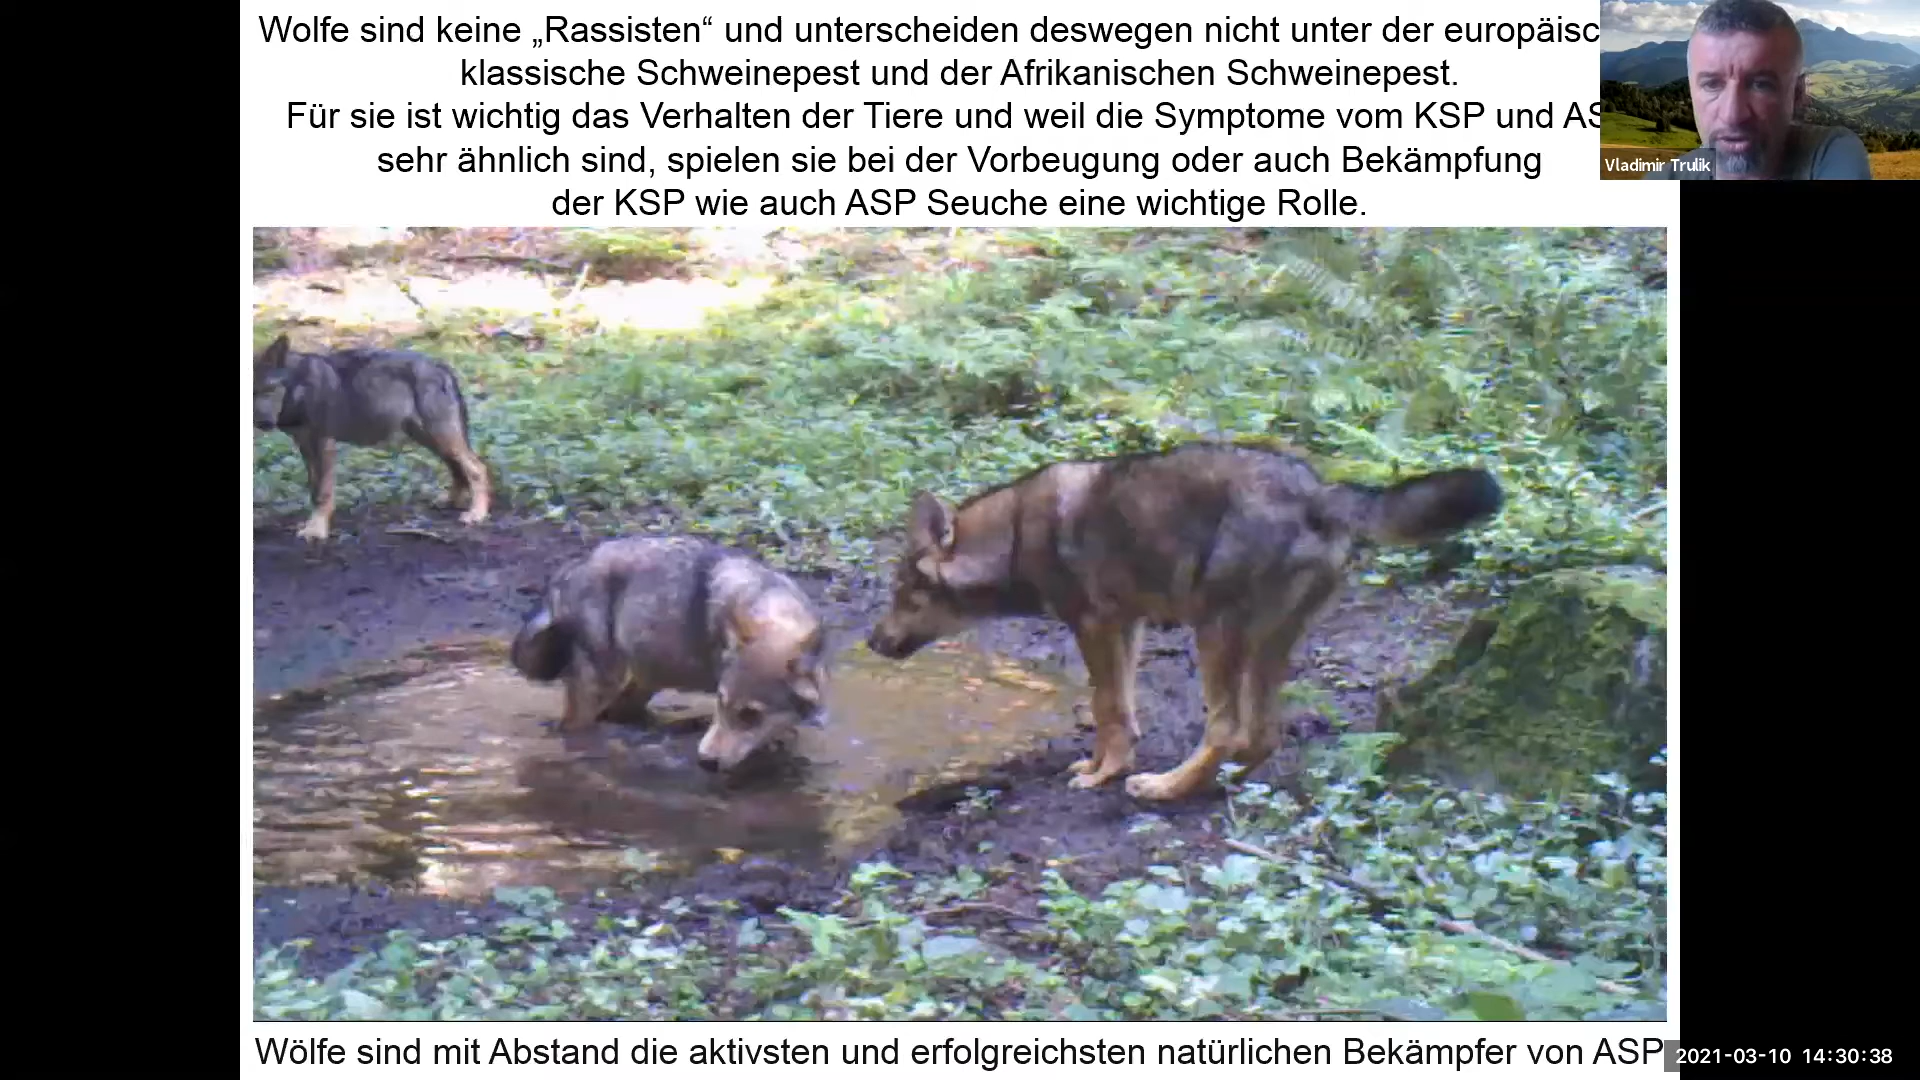 Wolfe sind keine „Rassisten“ und unterscheiden deswegen nicht unter der
klassische Schweinepest und der Afrikanischen Schweinepest.
Für sie ist wichtig das Verhalten der Tiere und weil die Symptome vom KSP und
sehr ähnlich sind, spielen sie bei der Vorbeugung oder auch Bekämpfung
der KSP wie auch ASP Seuche eine wichtige Rolle.
Vladimir Trulik
Wölfe sind mit Abstand die aktivsten und erfolgreichsten natürlichen Bekämpfer von ASP
2021-03-10 14:30:38